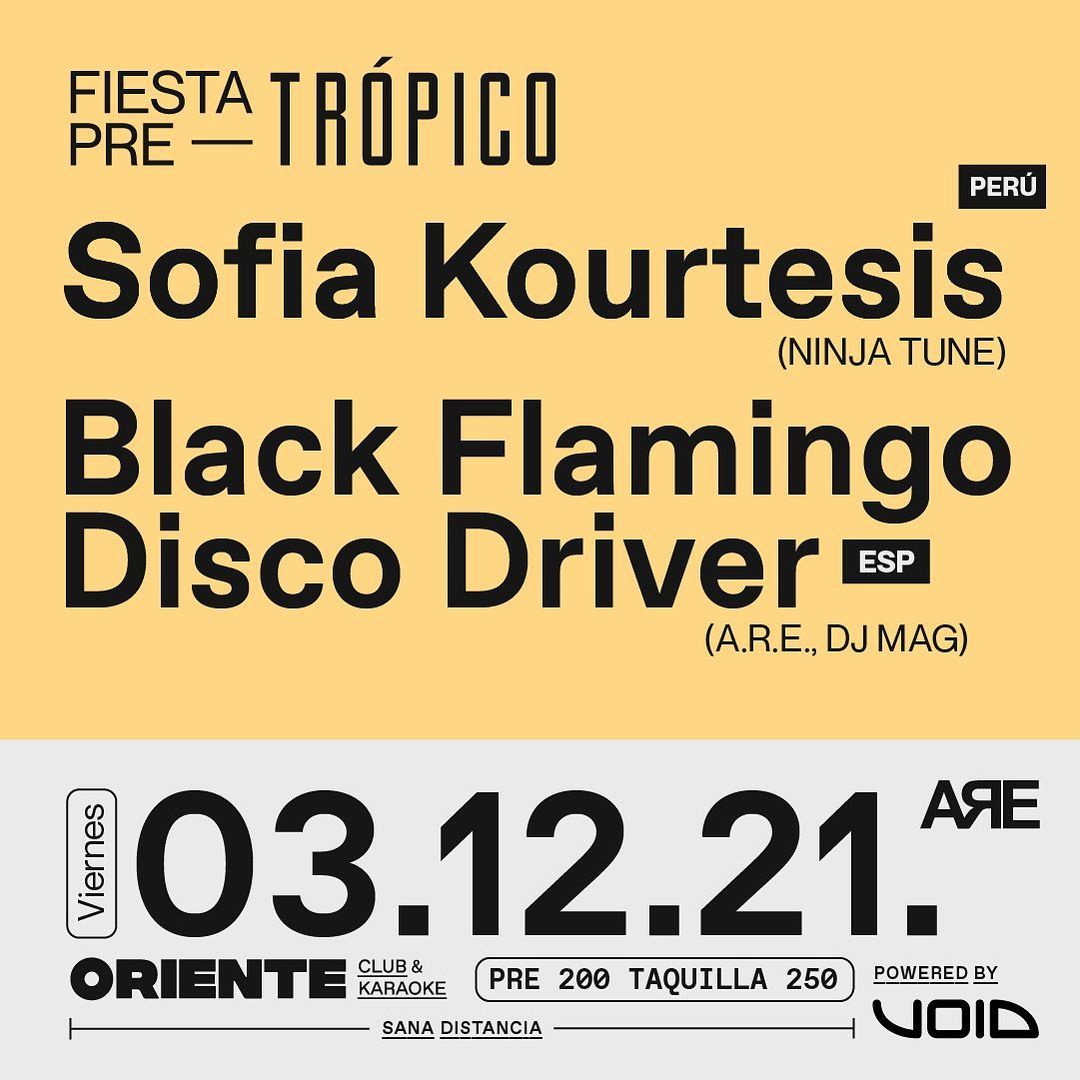 FIESTA
PRE — TRÓPICO
PERÚ
Sofia Kourtesis
(NINJA TUNE)
Black Flamingo
Disco Driver ESP
(A.R.E., DJ MAG)
Viernes
03.12.21.
ARE
ORIENTE
CLUB &
KARAOKE
PRE 200 TAQUILLA 250
POWERED BY
VOID
SANA DISTANCIA